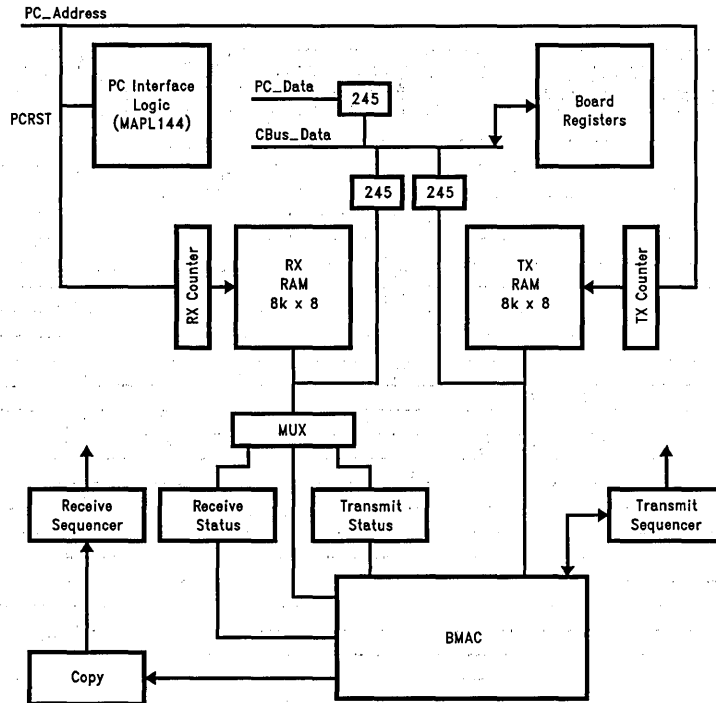 PC_Address
PC Interface
Logic
(MAPL144)
PCRST
PC_Data
245
CBus_Data
Board
Registers
245
245
RX Counter
RX
RAM
8k x 8
TX
RAM
8k x 8
TX Counter
MUX
Receive
Sequencer
Receive
Status
Transmit
Status
Transmit
Sequencer
BMAC
Copy